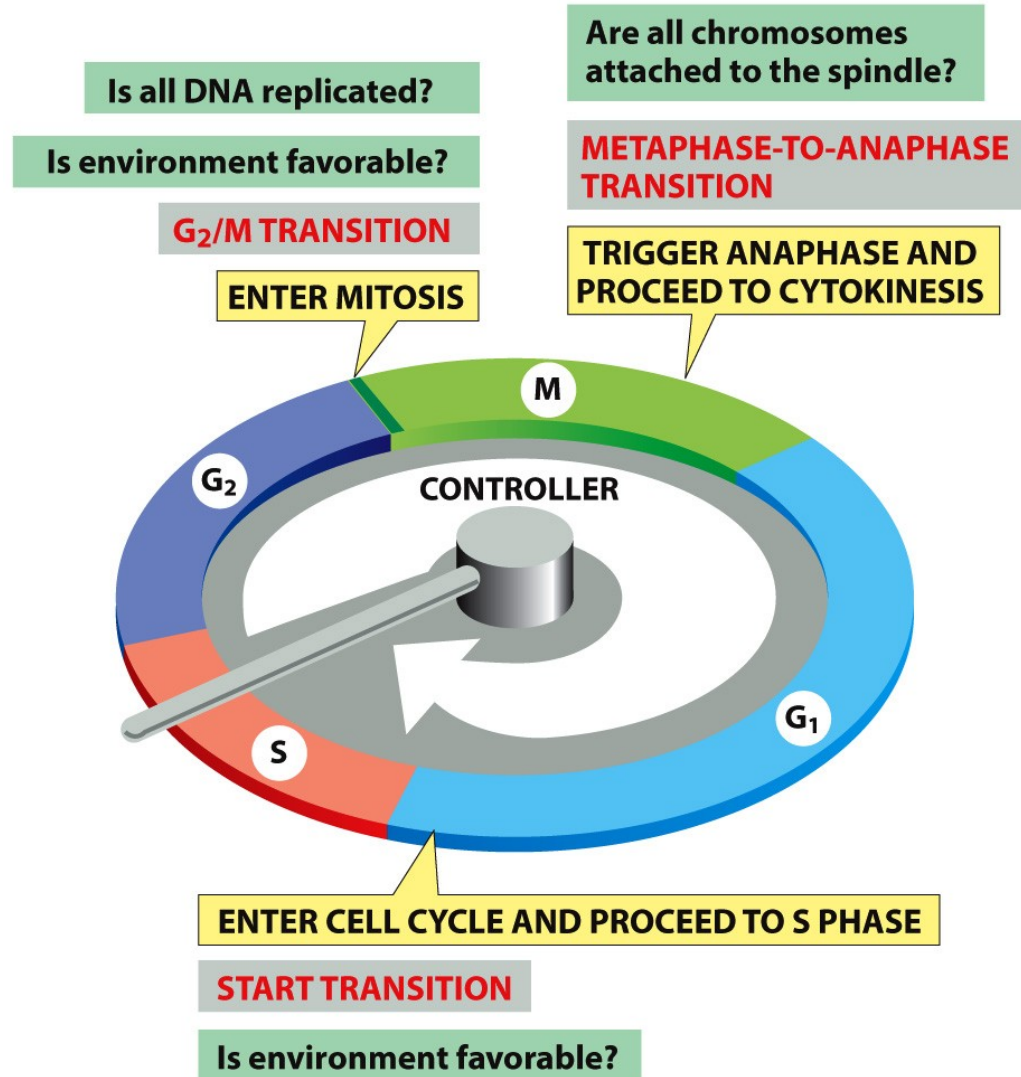 Is all DNA replicated?
Is environment favorable?
G₂/M TRANSITION
ENTER MITOSIS
Are all chromosomes
attached to the spindle?
METAPHASE-TO-ANAPHASE
TRANSITION
TRIGGER ANAPHASE AND
PROCEED TO CYTOKINESIS
M
G₂
CONTROLLER
G₁
S
ENTER CELL CYCLE AND PROCEED TO S PHASE
START TRANSITION
Is environment favorable?